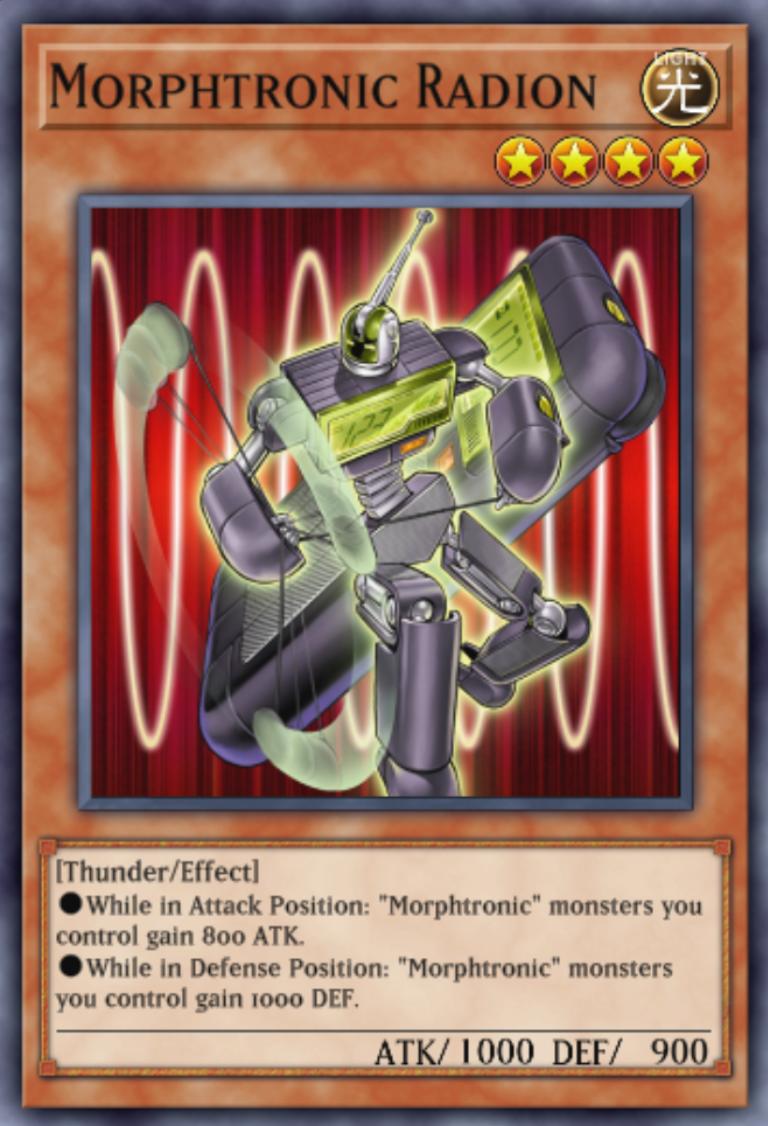 MORPHTRONIC RADION
LIGHT
光
[Thunder/Effect]
●While in Attack Position: "Morphtronic" monsters you
control gain 800 ATK.
●While in Defense Position: "Morphtronic" monsters
you control gain 1000 DEF.
ATK/ 1000 DEF/ 900